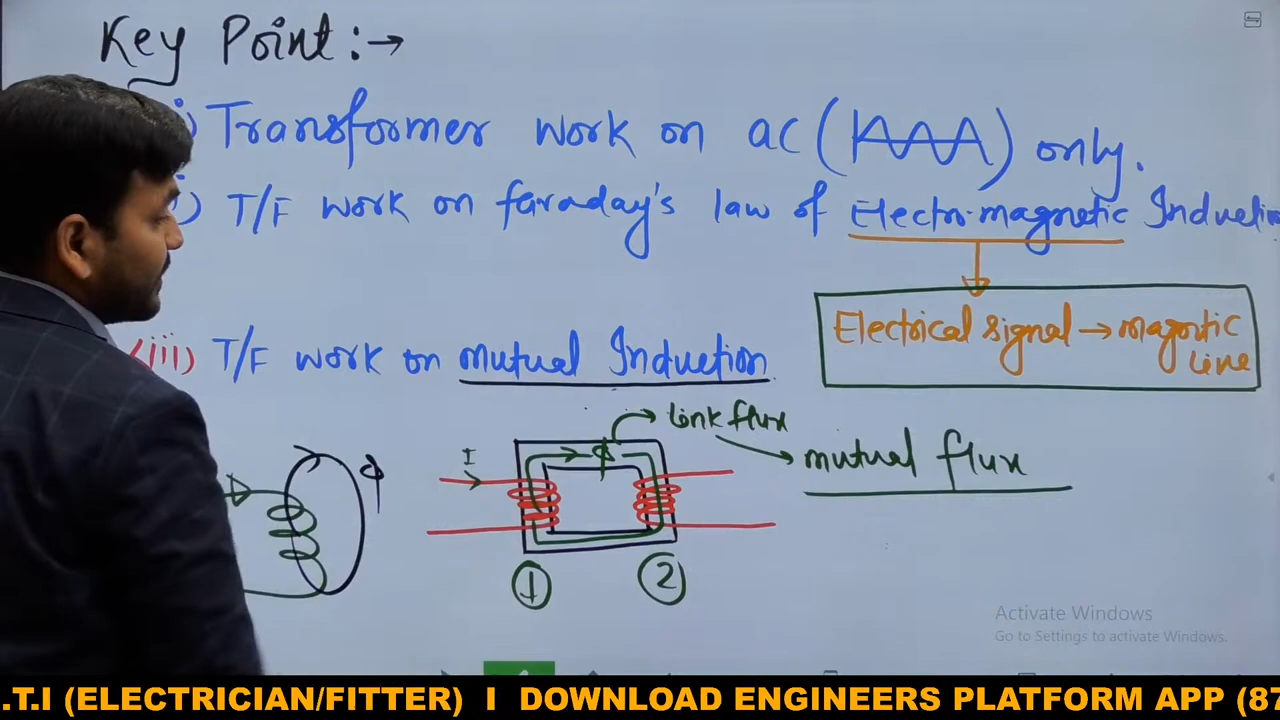 Key Point :→
i) Transformer work on ac ( ) only.
i) T/F work on faraday's law of Electro-magnetic Induction
Electrical signal → magnetic
line
(iii) T/F work on mutual Induction
link flux
mutual flux
I
ϕ
ϕ
1
2
Activate Windows
Go to Settings to activate Windows.
.T.I (ELECTRICIAN/FITTER) I DOWNLOAD ENGINEERS PLATFORM APP (87